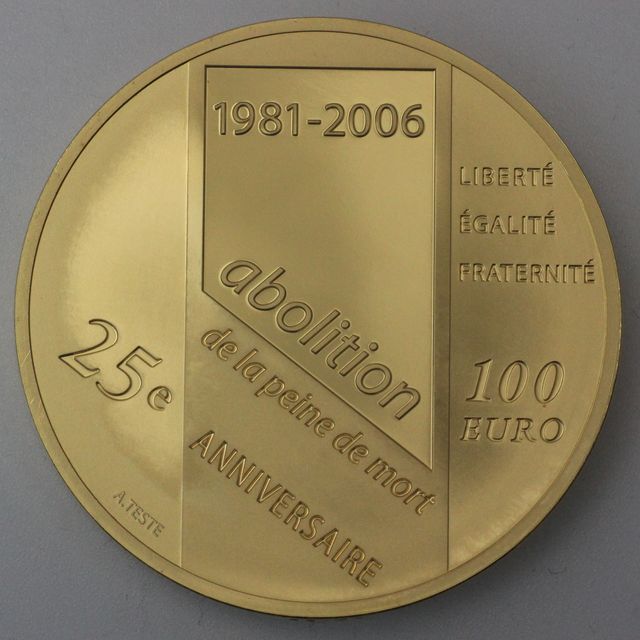 1981-2006
LIBERTÉ
ÉGALITÉ
FRATERNITÉ
25e
abolition
de la peine de mort
ANNIVERSAIRE
100
EURO
A.TESTE